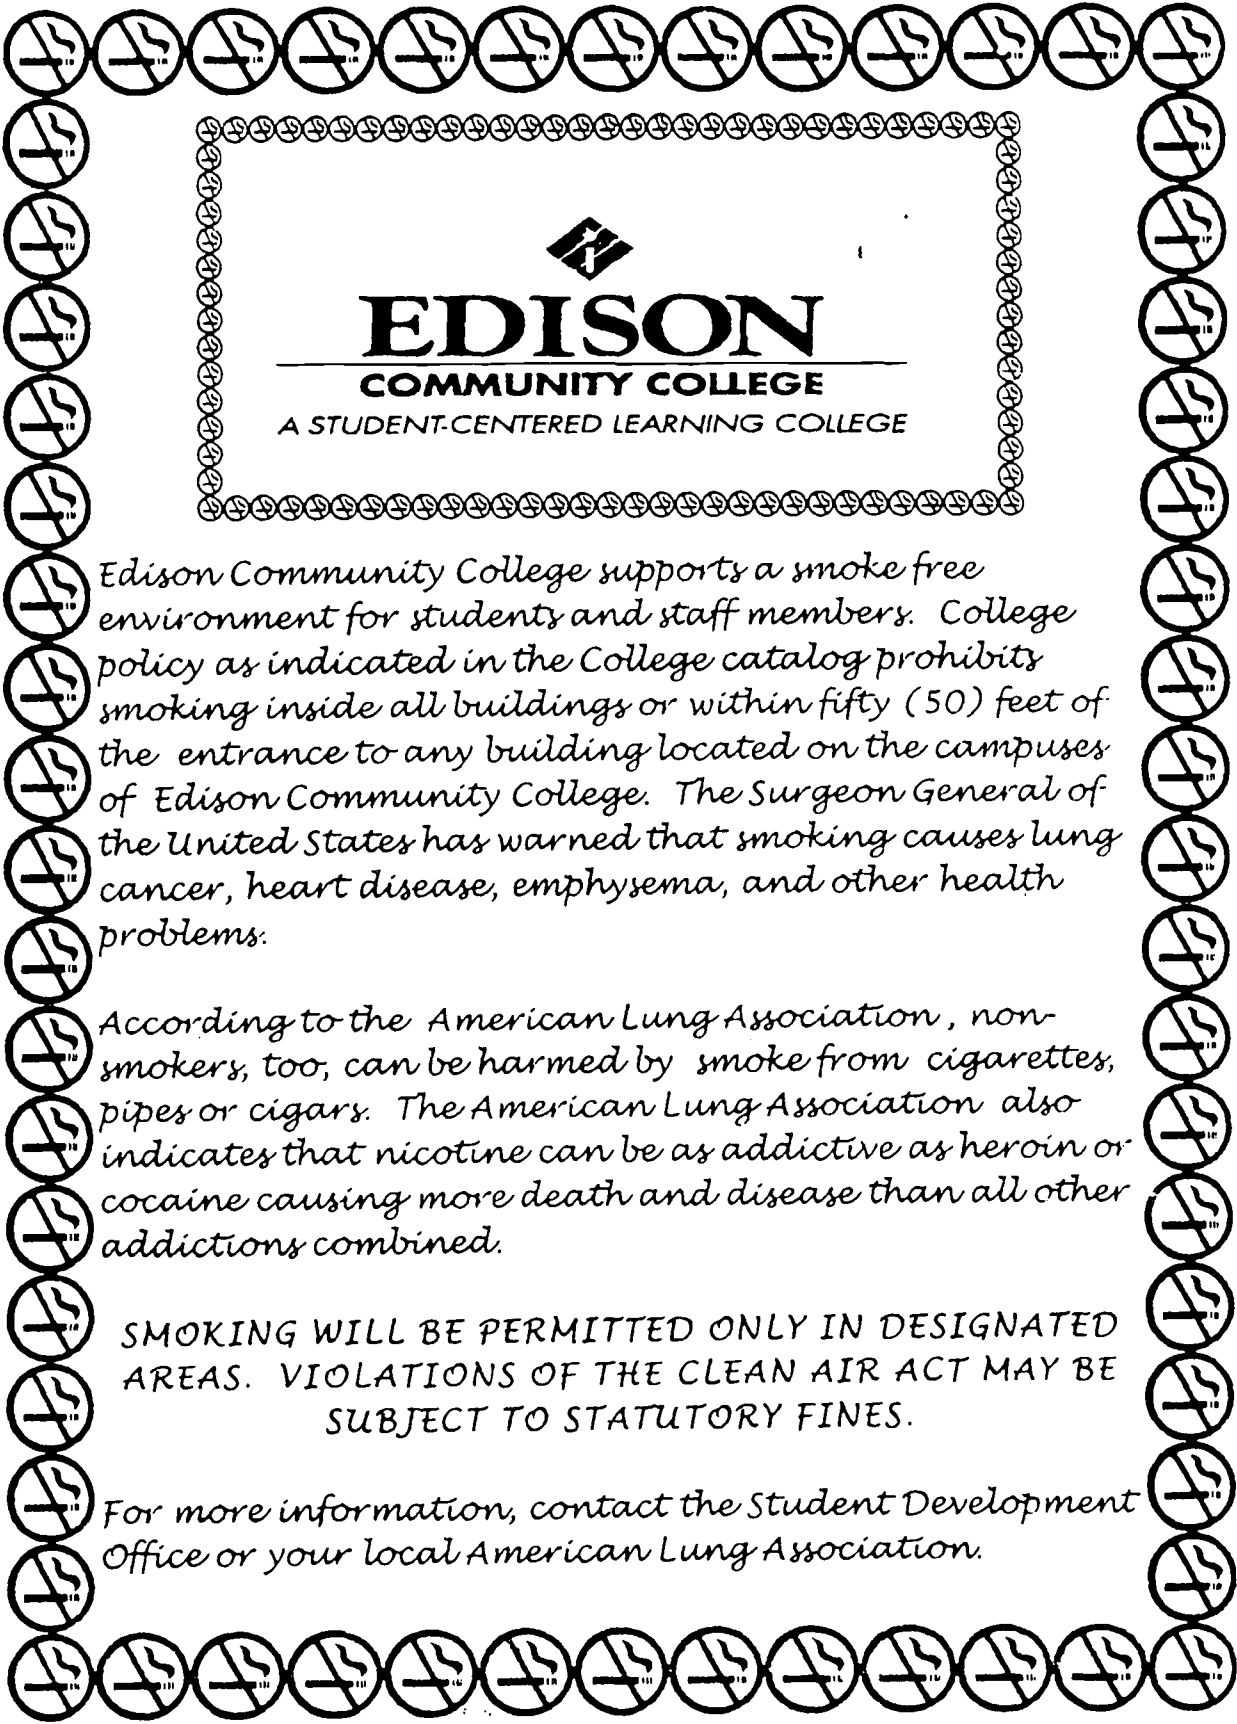 EDISON
COMMUNITY COLLEGE
A STUDENT-CENTERED LEARNING COLLEGE
Edison Community College supports a smoke free
environment for students and staff members. College
policy as indicated in the College catalog prohibits
smoking inside all buildings or within fifty (50) feet of
the entrance to any building located on the campuses
of Edison Community College. The Surgeon General of
the United States has warned that smoking causes lung
cancer, heart disease, emphysema, and other health
problems.
According to the American Lung Association, non-
smokers, too, can be harmed by smoke from cigarettes,
pipes or cigars. The American Lung Association also
indicates that nicotine can be as addictive as heroin or
cocaine causing more death and disease than all other
addictions combined.
SMOKING WILL BE PERMITTED ONLY IN DESIGNATED
AREAS. VIOLATIONS OF THE CLEAN AIR ACT MAY BE
SUBJECT TO STATUTORY FINES.
For more information, contact the Student Development
Office or your local American Lung Association.